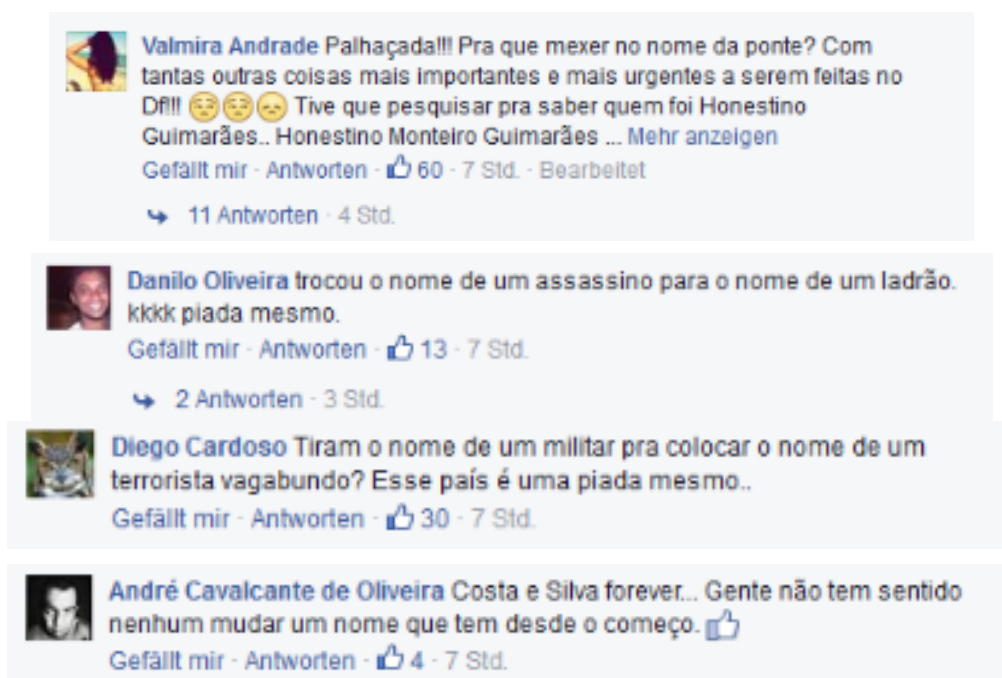 Valmira Andrade Palhaçada!!! Pra que mexer no nome da ponte? Com
tantas outras coisas mais importantes e mais urgentes a serem feitas no
Df!!! 😔😔😞 Tive que pesquisar pra saber quem foi Honestino
Guimarães.. Honestino Monteiro Guimarães ... Mehr anzeigen
Gefällt mir · Antworten · 60 · 7 Std. · Bearbeitet
11 Antworten · 4 Std.
Danilo Oliveira trocou o nome de um assassino para o nome de um ladrão.
kkkk piada mesmo.
Gefällt mir · Antworten · 13 · 7 Std.
2 Antworten · 3 Std.
Diego Cardoso Tiram o nome de um militar pra colocar o nome de um
terrorista vagabundo? Esse país é uma piada mesmo..
Gefällt mir · Antworten · 30 · 7 Std.
André Cavalcante de Oliveira Costa e Silva forever... Gente não tem sentido
nenhum mudar um nome que tem desde o começo.
Gefällt mir · Antworten · 4 · 7 Std.